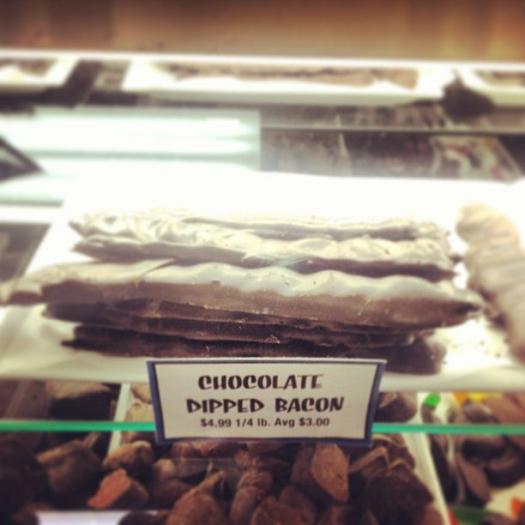 CHOCOLATE
DIPPED BACON
$4.99 1/4 lb. Avg $3.00